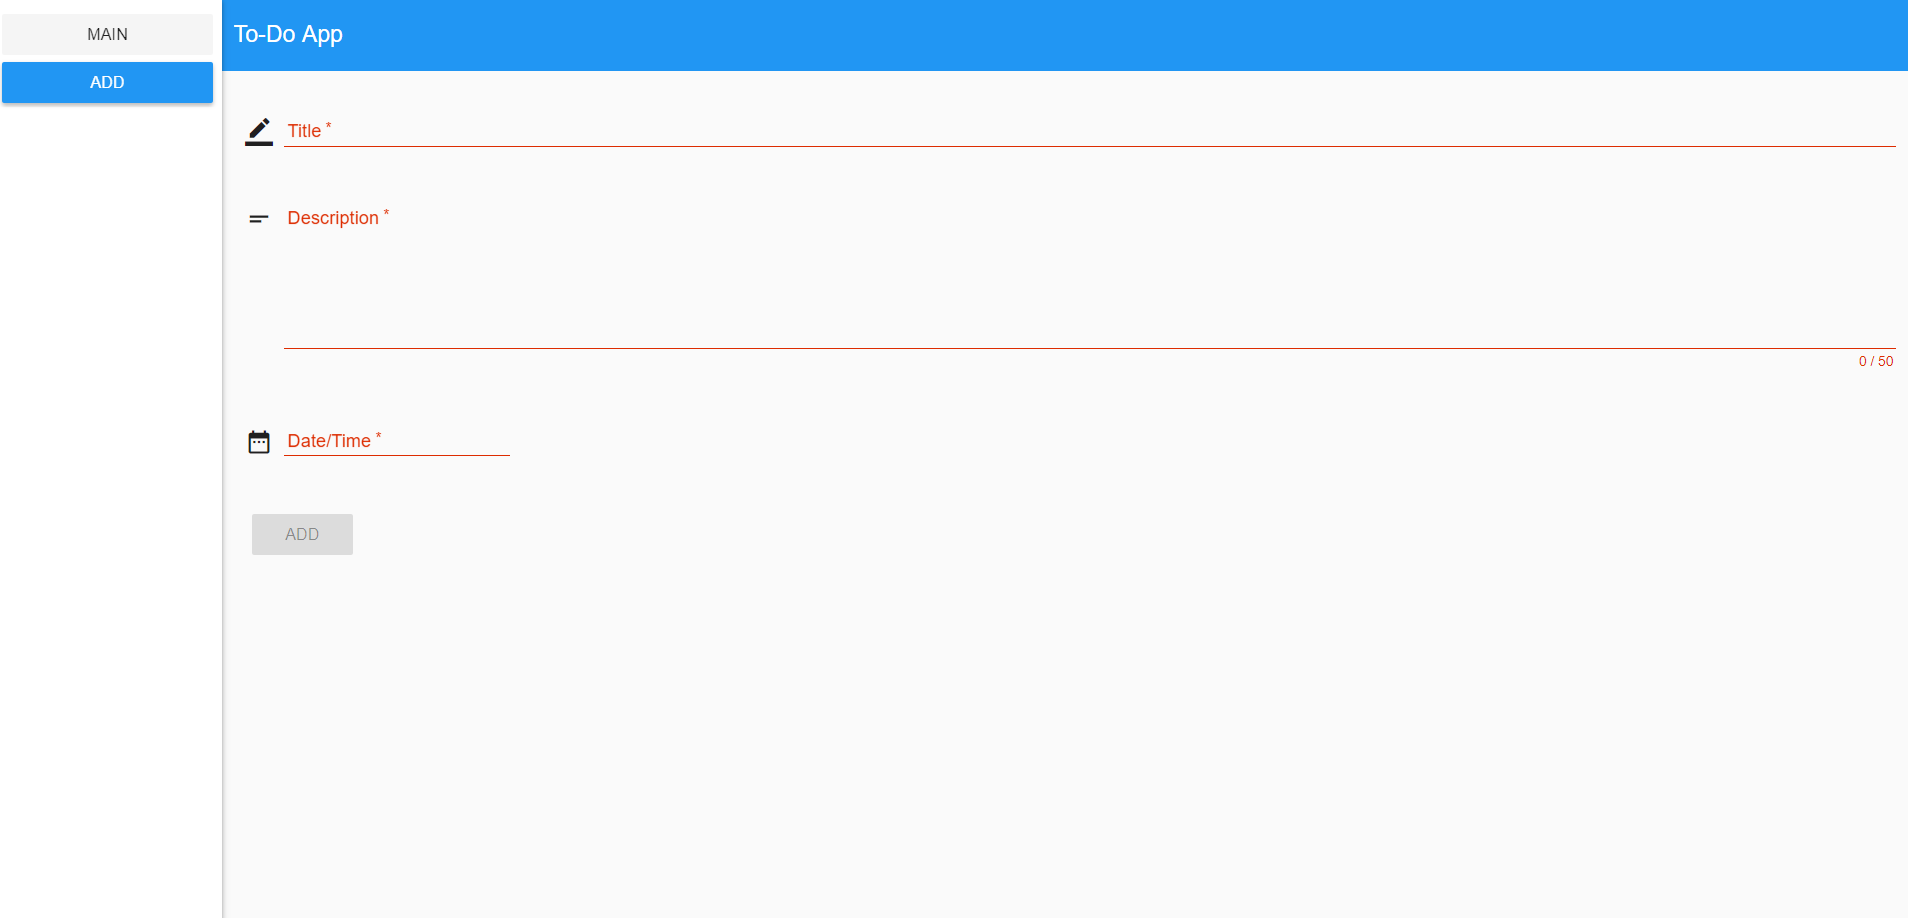 MAIN
ADD
To-Do App
Title *
Description *
0 / 50
Date/Time *
ADD